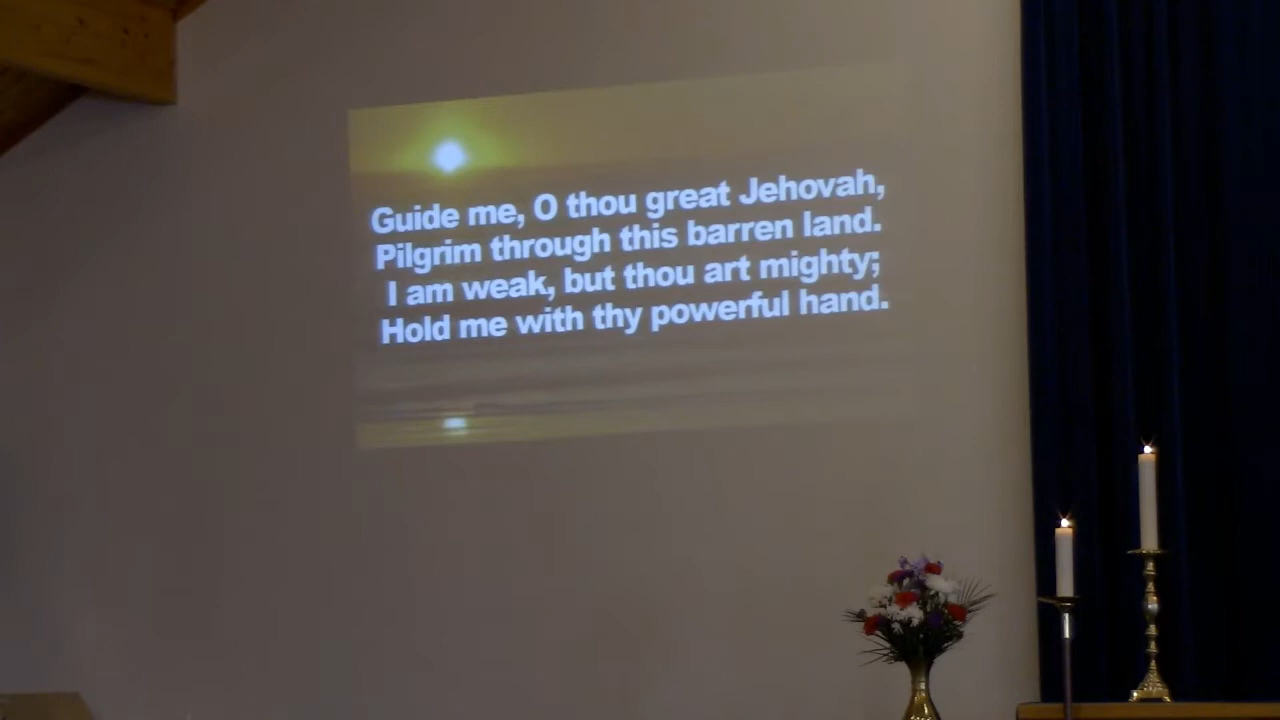 Guide me, O thou great Jehovah,
Pilgrim through this barren land.
I am weak, but thou art mighty;
Hold me with thy powerful hand.